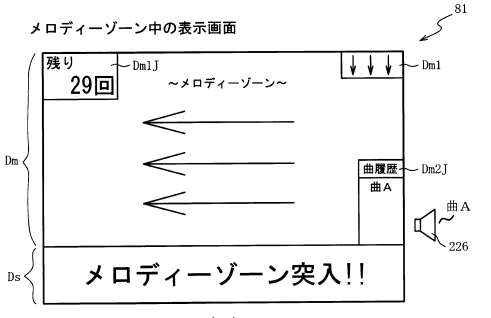 メロディーゾーン中の表示画面
81
残り
29回
Dm1J
～メロディーゾーン～
Dm1
Dm
曲履歴
Dm2J
曲A
曲A
226
Ds
メロディーゾーン突入!!